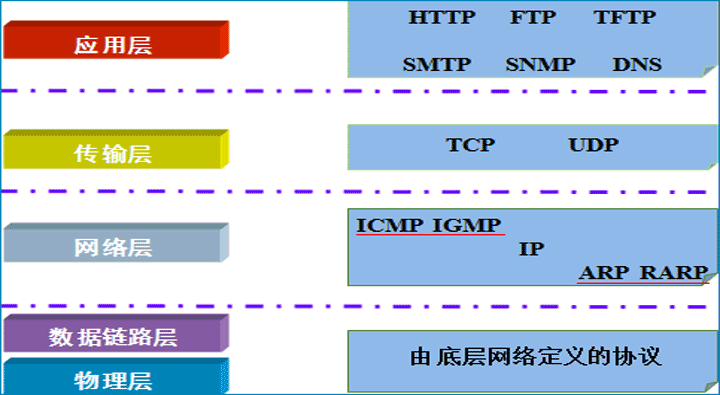 应用层
HTTP FTP TFTP
SMTP SNMP DNS
传输层
TCP UDP
网络层
ICMP IGMP
IP
ARP RARP
数据链路层
物理层
由底层网络定义的协议